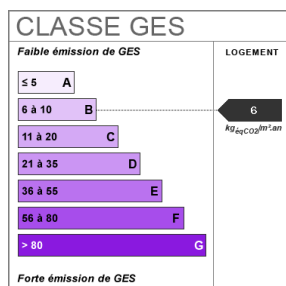 CLASSE GES
Faible émission de GES
LOGEMENT
≤ 5 A
6 à 10 B
6
kgéqCO2/m².an
11 à 20 C
21 à 35 D
36 à 55 E
56 à 80 F
> 80 G
Forte émission de GES